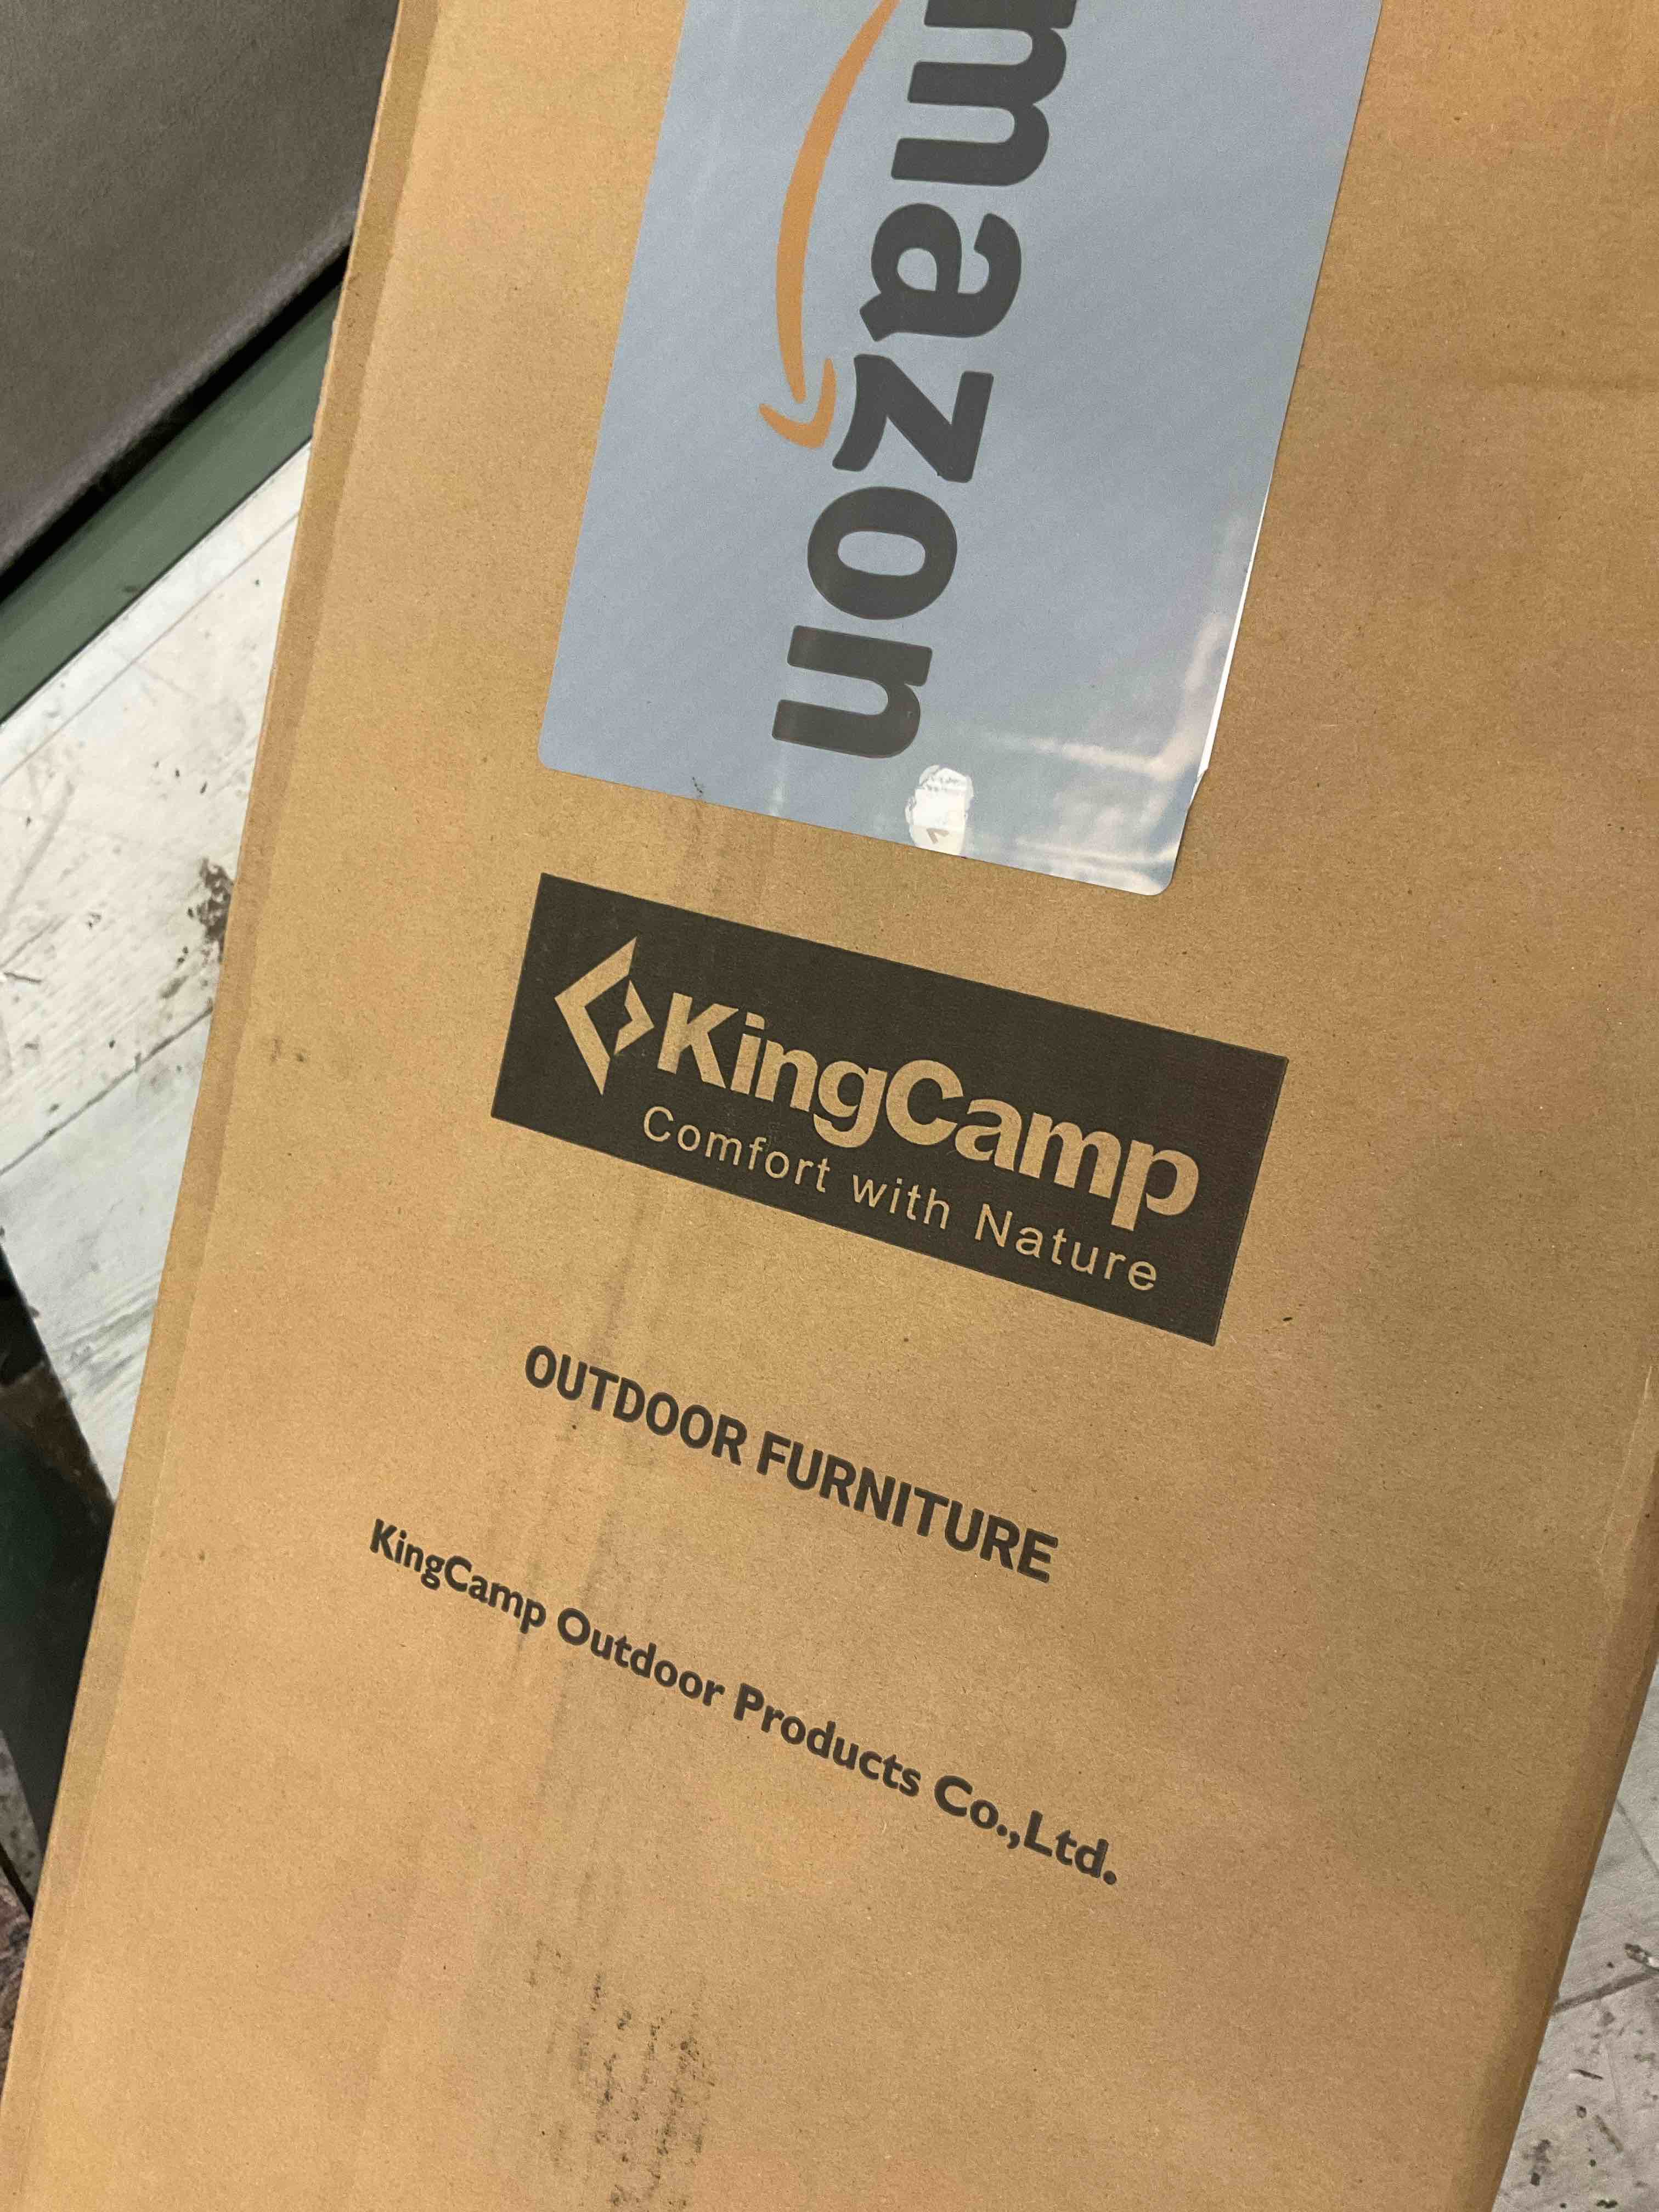 mazon
KingCamp
Comfort with Nature
OUTDOOR FURNITURE
KingCamp Outdoor Products Co.,Ltd.